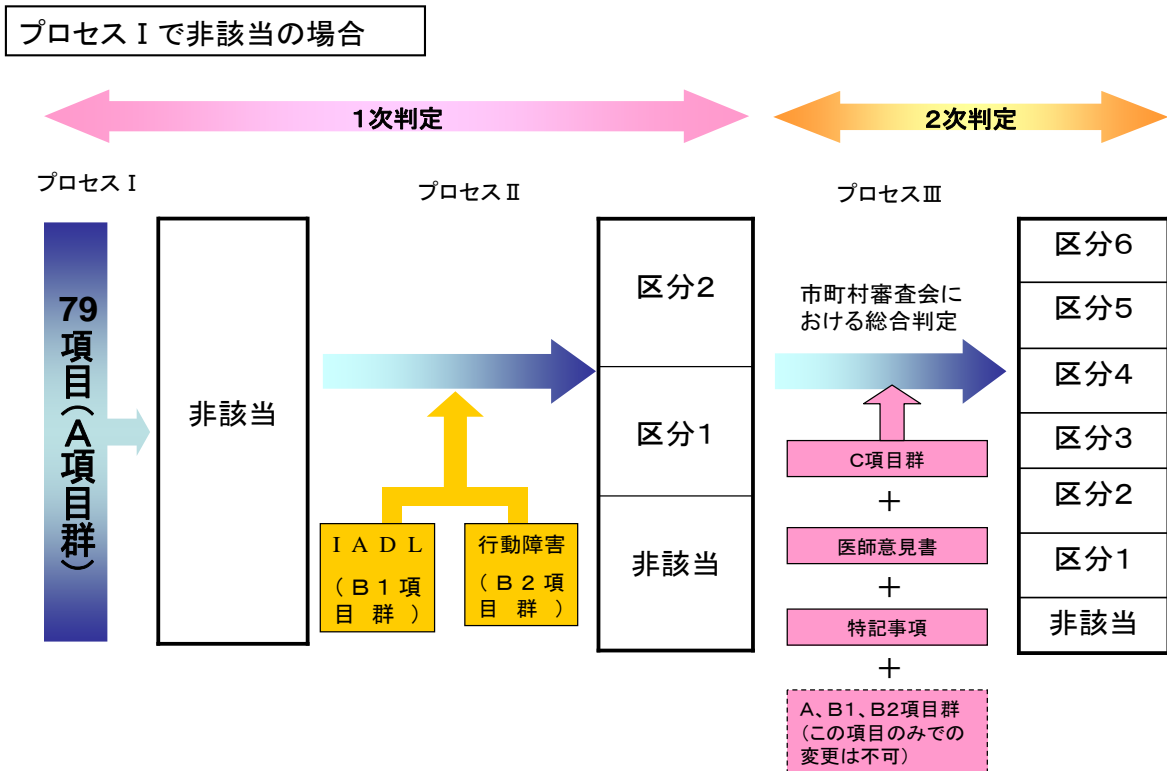 プロセスⅠで非該当の場合
1次判定
2次判定
プロセスⅠ
プロセスⅡ
プロセスⅢ
79項目(A項目群)
非該当
IADL
(B1項
目群)
行動障害
(B2項
目群)
区分2
区分1
非該当
市町村審査会に
おける総合判定
C項目群
+
医師意見書
+
特記事項
+
A、B1、B2項目群
(この項目のみでの
変更は不可)
区分6
区分5
区分4
区分3
区分2
区分1
非該当